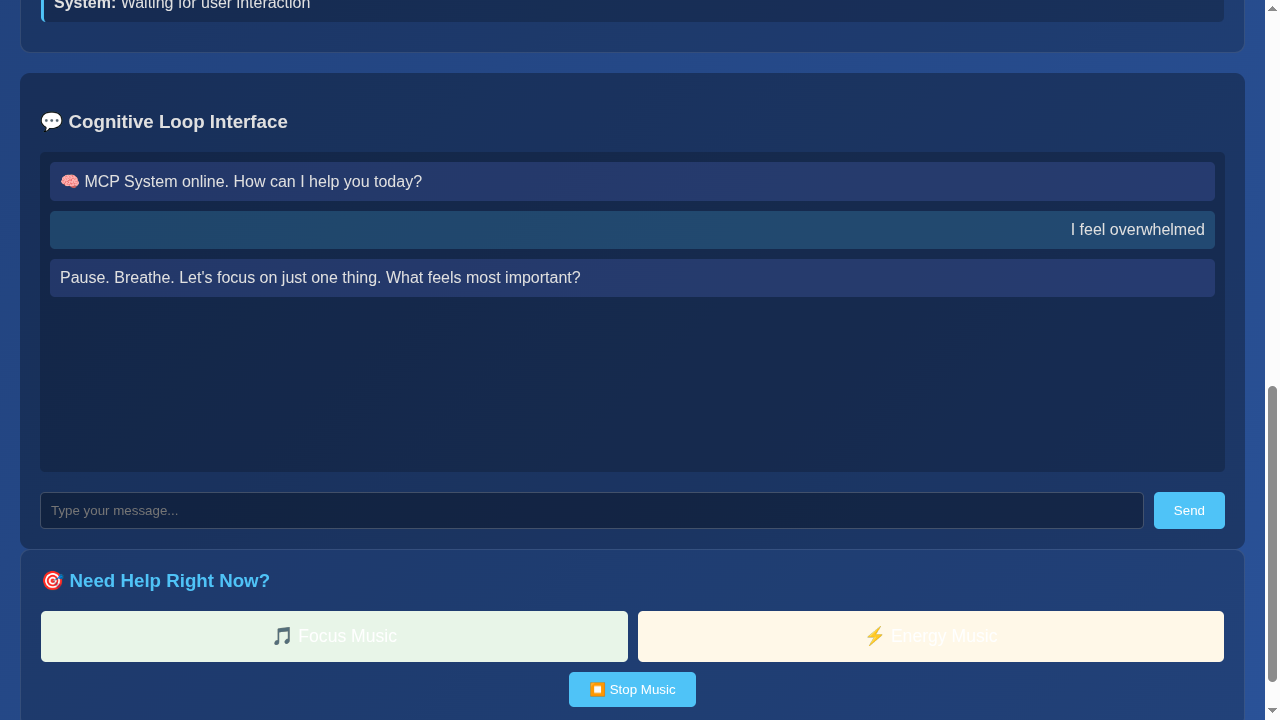 System: Waiting for user interaction
💬 Cognitive Loop Interface
🧠 MCP System online. How can I help you today?
I feel overwhelmed
Pause. Breathe. Let's focus on just one thing. What feels most important?
Type your message...
Send
🎯 Need Help Right Now?
🎵 Focus Music
⚡ Energy Music
⏹️ Stop Music